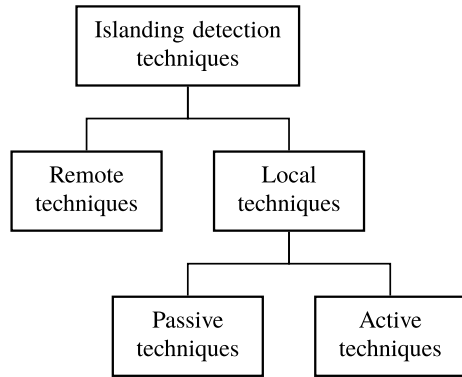 Islanding detection
techniques
Remote
techniques
Local
techniques
Passive
techniques
Active
techniques